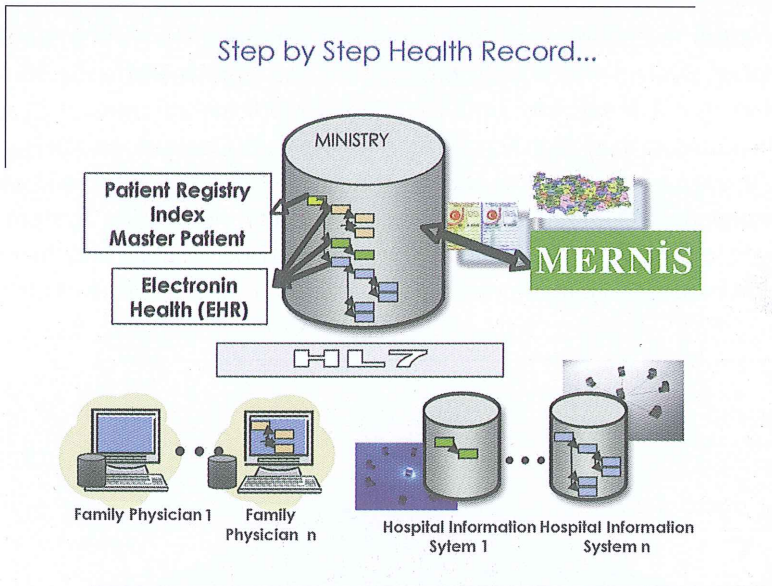 Step by Step Health Record...
MINISTRY
Patient Registry
Index
Master Patient
Electronin
Health (EHR)
MERNİS
HL7
Family Physician 1
Family
Physician n
Hospital Information
Sytem 1
Hospital Information
System n